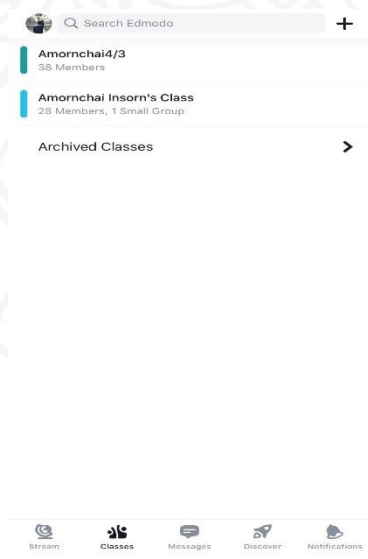 Search Edmodo
Amornchai4/3
38 Members
Amornchai Insorn's Class
28 Members, 1 Small Group
Archived Classes
Stream
Classes
Messages
Discover
Notifications